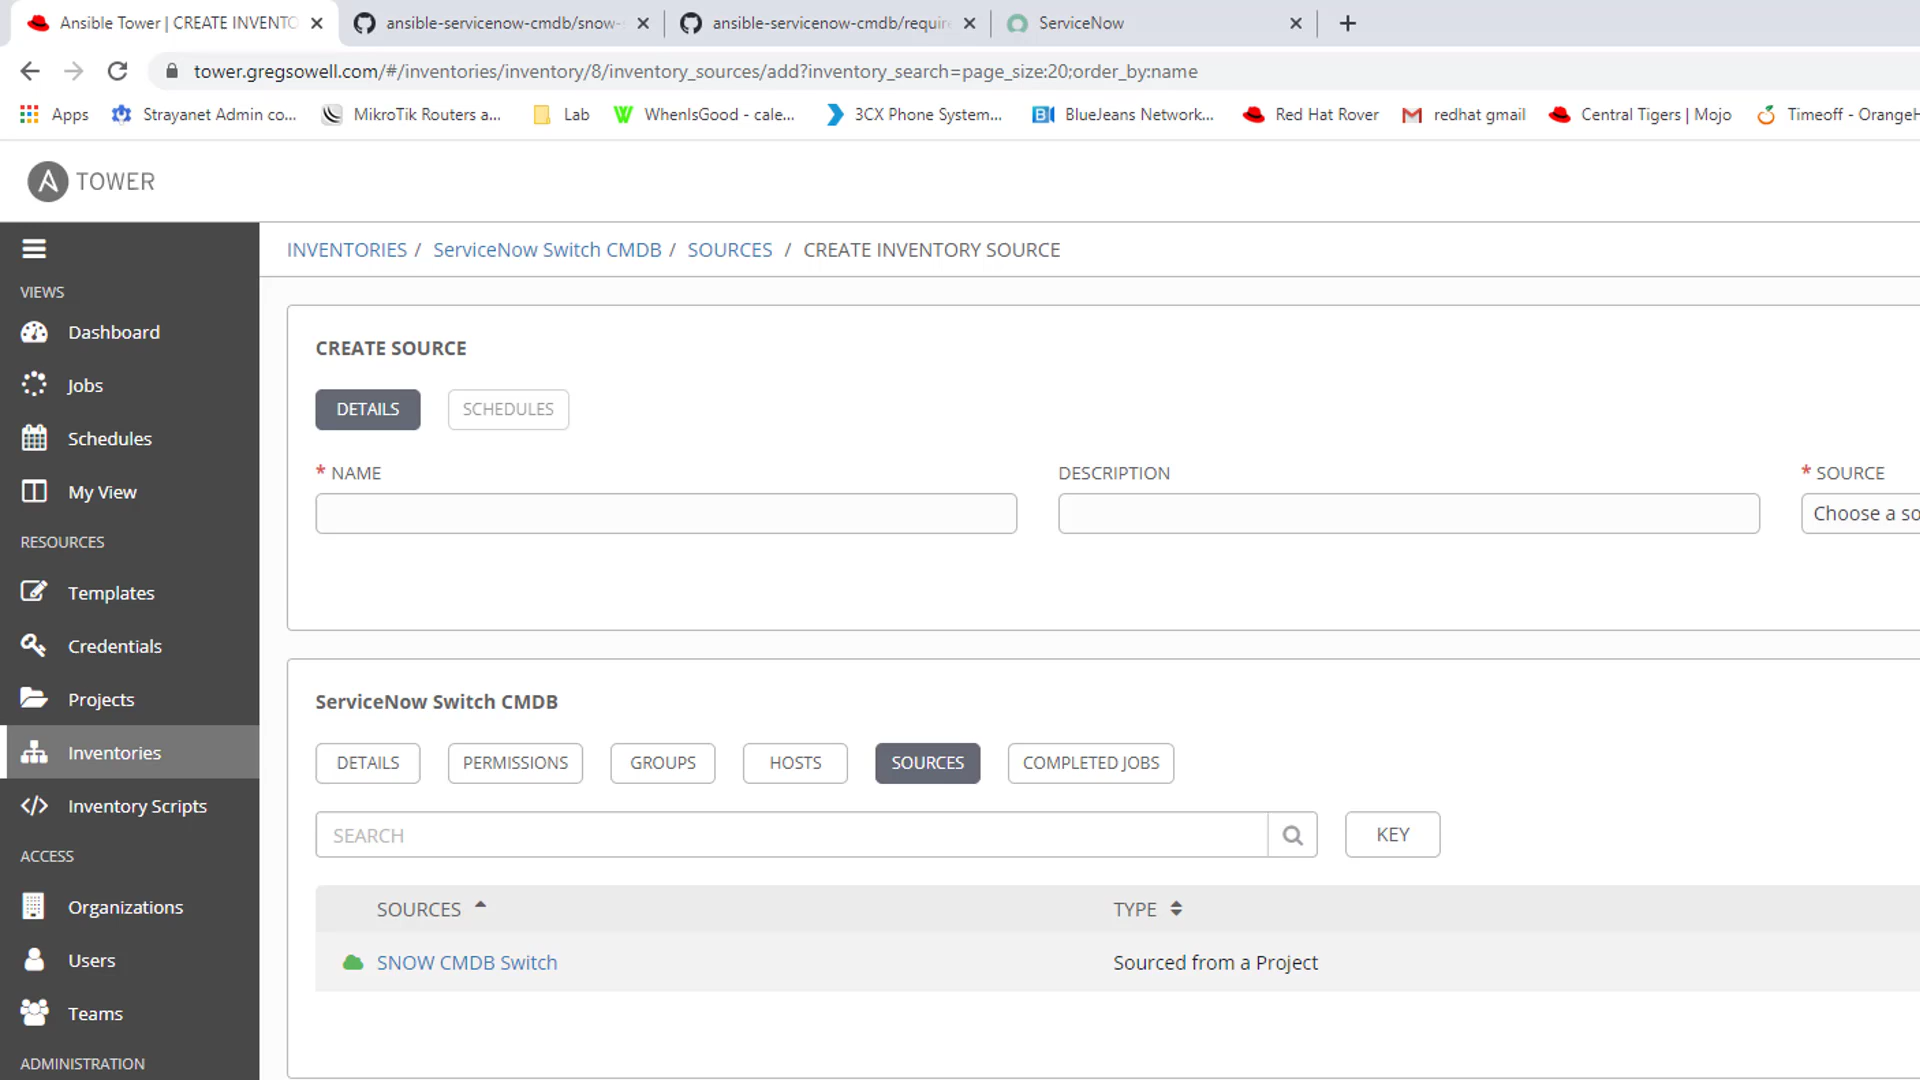 Ansible Tower | CREATE INVENTO
ansible-servicenow-cmdb/snow-
ansible-servicenow-cmdb/require
ServiceNow
tower.gregsowell.com/#/inventories/inventory/8/inventory_sources/add?inventory_search=page_size:20;order_by:name
Apps
Strayanet Admin co...
MikroTik Routers a...
Lab
WhenIsGood - cale...
3CX Phone System...
BlueJeans Network...
Red Hat Rover
redhat gmail
Central Tigers | Mojo
Timeoff - OrangeH
TOWER
INVENTORIES / ServiceNow Switch CMDB / SOURCES / CREATE INVENTORY SOURCE
VIEWS
Dashboard
Jobs
Schedules
My View
RESOURCES
Templates
Credentials
Projects
Inventories
Inventory Scripts
ACCESS
Organizations
Users
Teams
ADMINISTRATION
CREATE SOURCE
DETAILS
SCHEDULES
* NAME
DESCRIPTION
* SOURCE
Choose a so
ServiceNow Switch CMDB
DETAILS
PERMISSIONS
GROUPS
HOSTS
SOURCES
COMPLETED JOBS
SEARCH
KEY
SOURCES
TYPE
SNOW CMDB Switch
Sourced from a Project